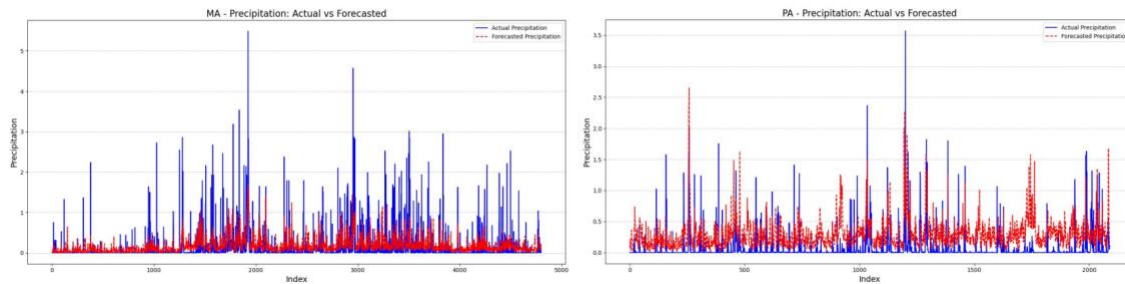 MA - Precipitation: Actual vs Forecasted
Actual Precipitation
Forecasted Precipitation
Precipitation
5
4
3
2
1
0
0
1000
2000
3000
4000
5000
Index
PA - Precipitation: Actual vs Forecasted
Actual Precipitation
Forecasted Precipitation
Precipitation
3.5
3.0
2.5
2.0
1.5
1.0
0.5
0.0
0
500
1000
1500
2000
Index